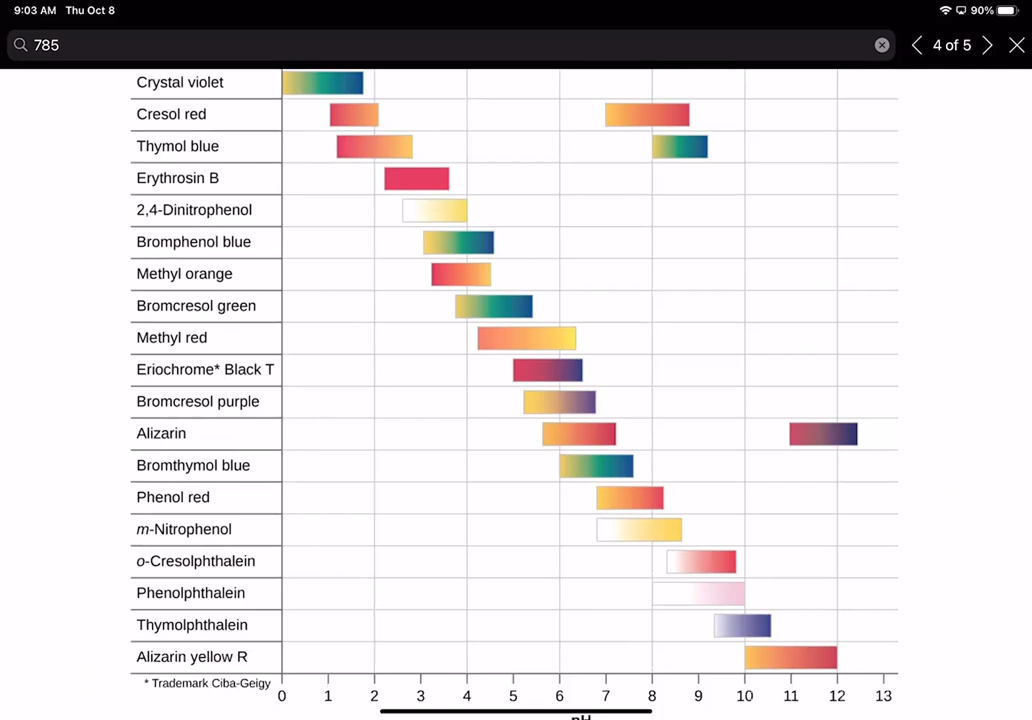 9:03 AM Thu Oct 8 90%
785 4 of 5
Crystal violet
Cresol red
Thymol blue
Erythrosin B
2,4-Dinitrophenol
Bromphenol blue
Methyl orange
Bromcresol green
Methyl red
Eriochrome* Black T
Bromcresol purple
Alizarin
Bromthymol blue
Phenol red
m-Nitrophenol
o-Cresolphthalein
Phenolphthalein
Thymolphthalein
Alizarin yellow R
* Trademark Ciba-Geigy
0 1 2 3 4 5 6 7 8 9 10 11 12 13
pH